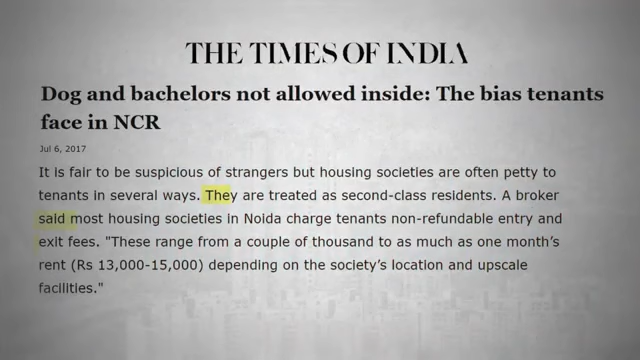 THE TIMES OF INDIA
Dog and bachelors not allowed inside: The bias tenants
face in NCR
Jul 6, 2017
It is fair to be suspicious of strangers but housing societies are often petty to
tenants in several ways. They are treated as second-class residents. A broker
said most housing societies in Noida charge tenants non-refundable entry and
exit fees. "These range from a couple of thousand to as much as one month's
rent (Rs 13,000-15,000) depending on the society's location and upscale
facilities."